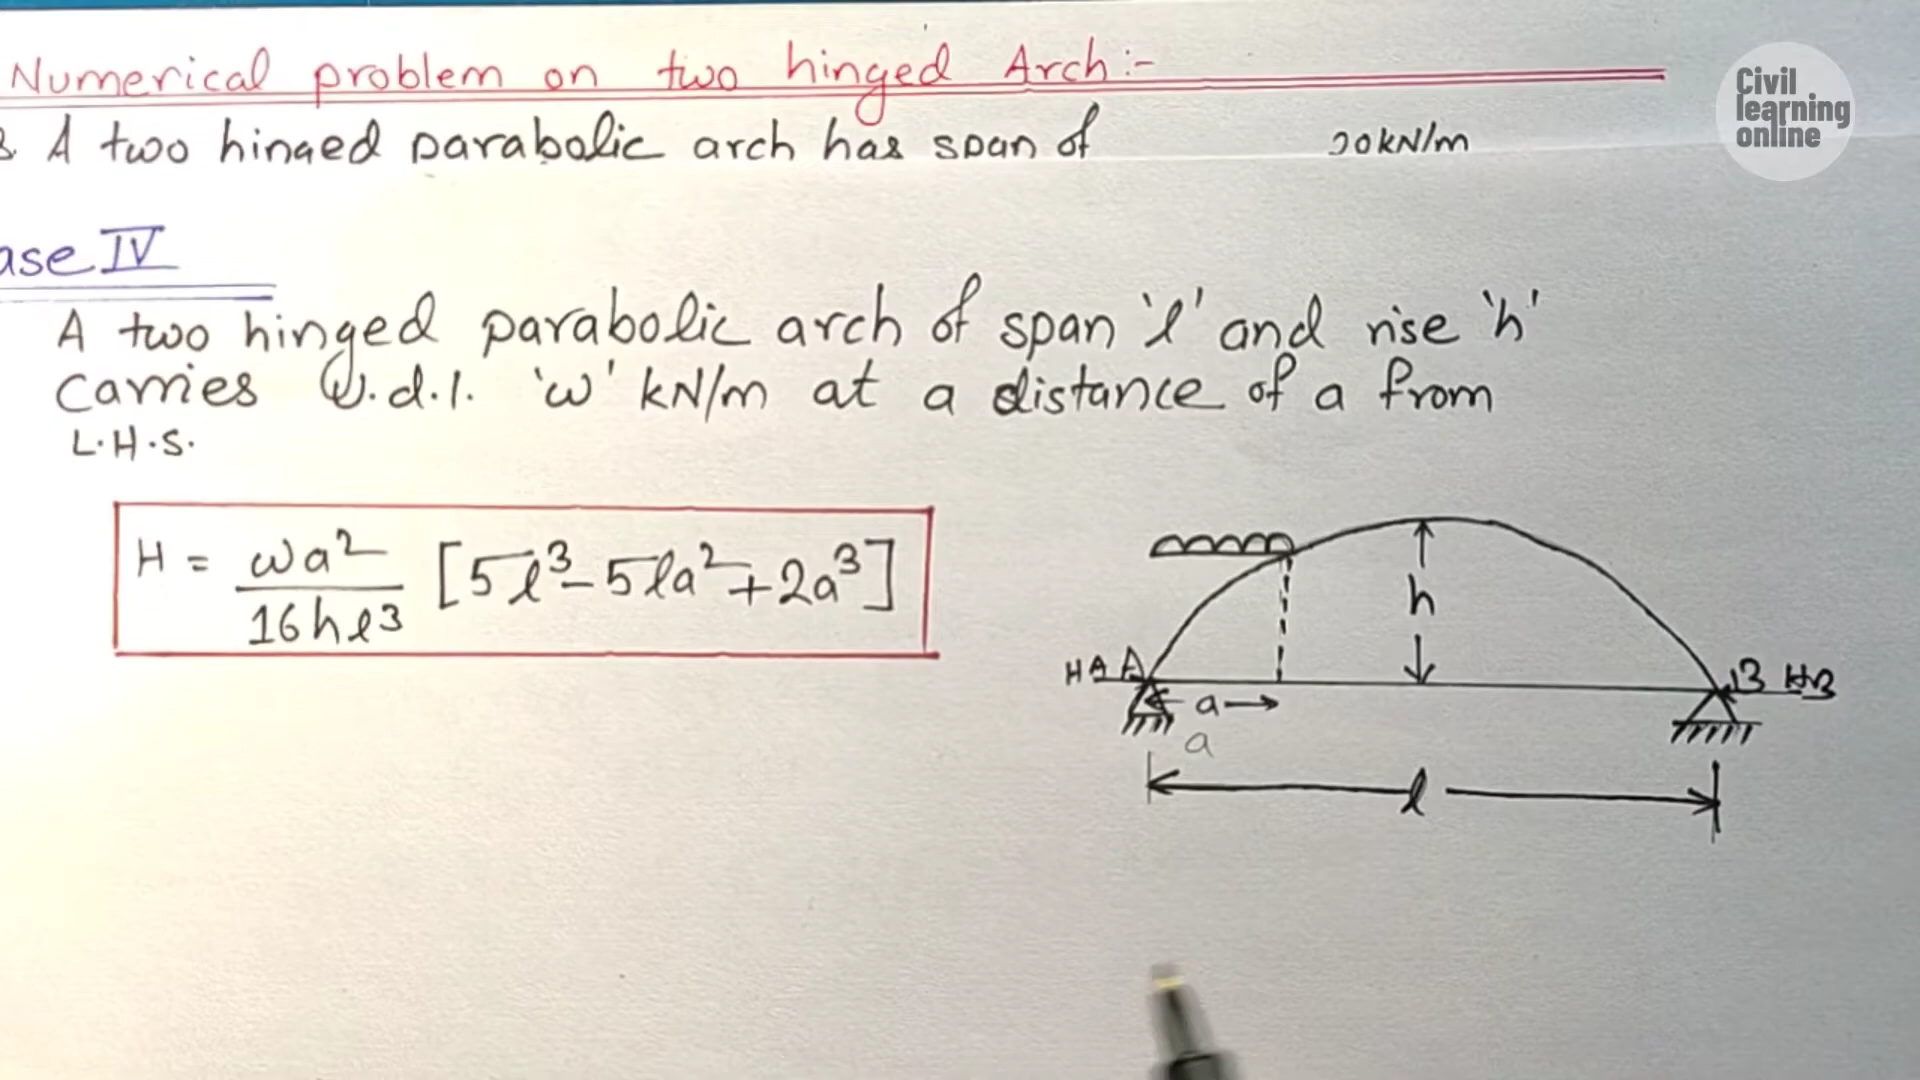 Numerical problem on two hinged Arch:-
A two hinged parabolic arch has span of
20kN/m
Civil
learning
online
ase IV
A two hinged parabolic arch of span 'l' and rise 'h'
carries u.d.l. 'w' kN/m at a distance of a from
L.H.S.
H = wa²/16hl³ [5l³-5la²+2a³]
h
HA A
B HB
a
a
l